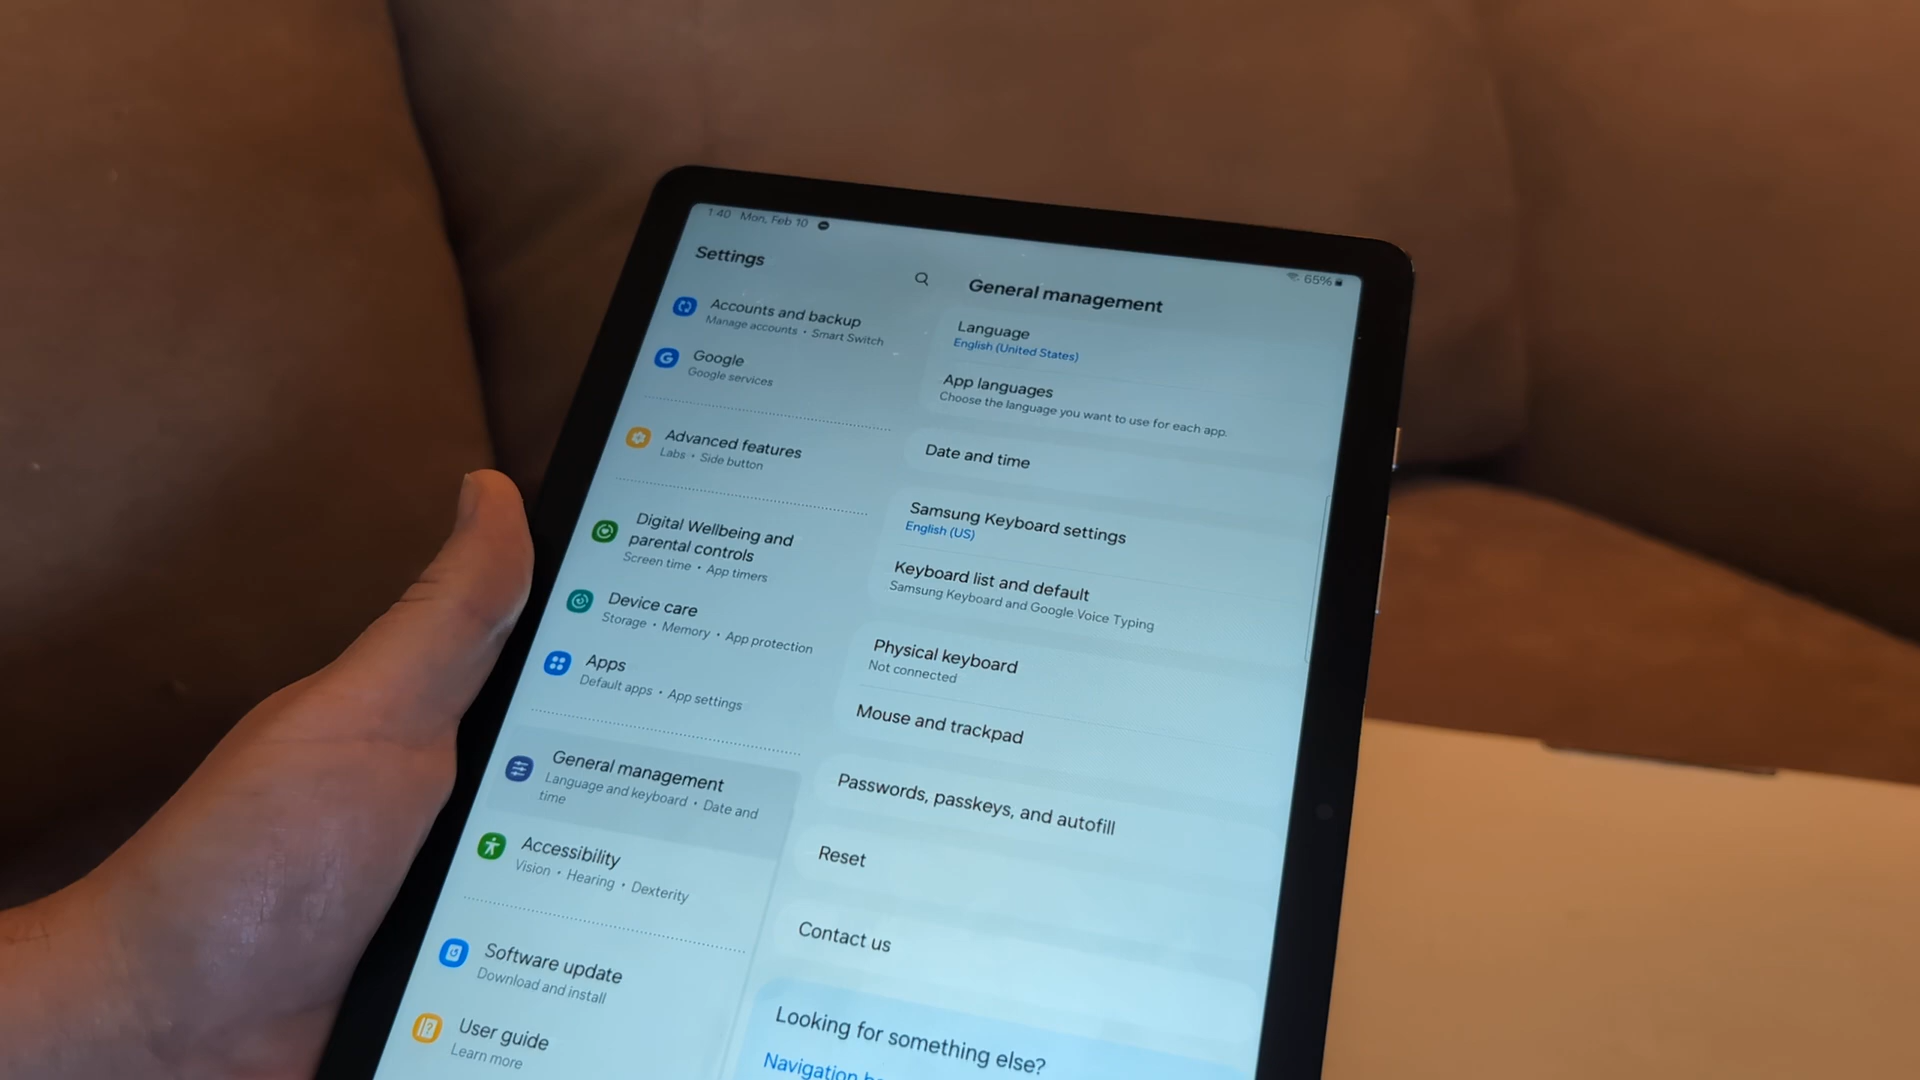 1:40 Mon, Feb 10
65%
Settings
Accounts and backup
Manage accounts • Smart Switch
Google
Google services
Advanced features
Labs • Side button
Digital Wellbeing and
parental controls
Screen time • App timers
Device care
Storage • Memory • App protection
Apps
Default apps • App settings
General management
Language and keyboard • Date and
time
Accessibility
Vision • Hearing • Dexterity
Software update
Download and install
User guide
Learn more
General management
Language
English (United States)
App languages
Choose the language you want to use for each app.
Date and time
Samsung Keyboard settings
English (US)
Keyboard list and default
Samsung Keyboard and Google Voice Typing
Physical keyboard
Not connected
Mouse and trackpad
Passwords, passkeys, and autofill
Reset
Contact us
Looking for something else?
Navigation